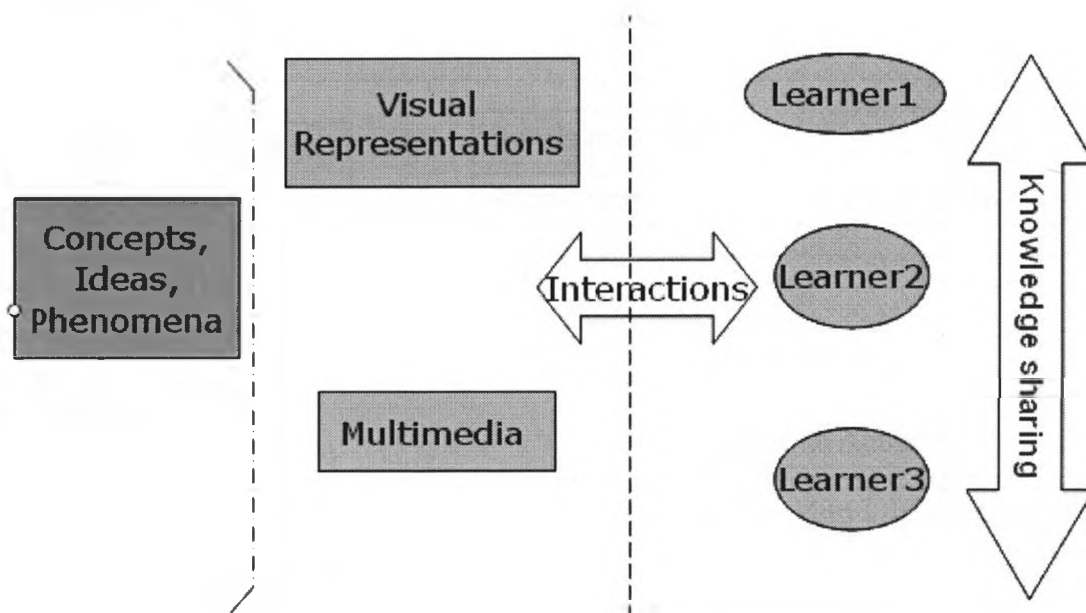 Concepts,
Ideas,
Phenomena
Visual
Representations
Multimedia
Interactions
Learner1
Learner2
Learner3
Knowledge sharing